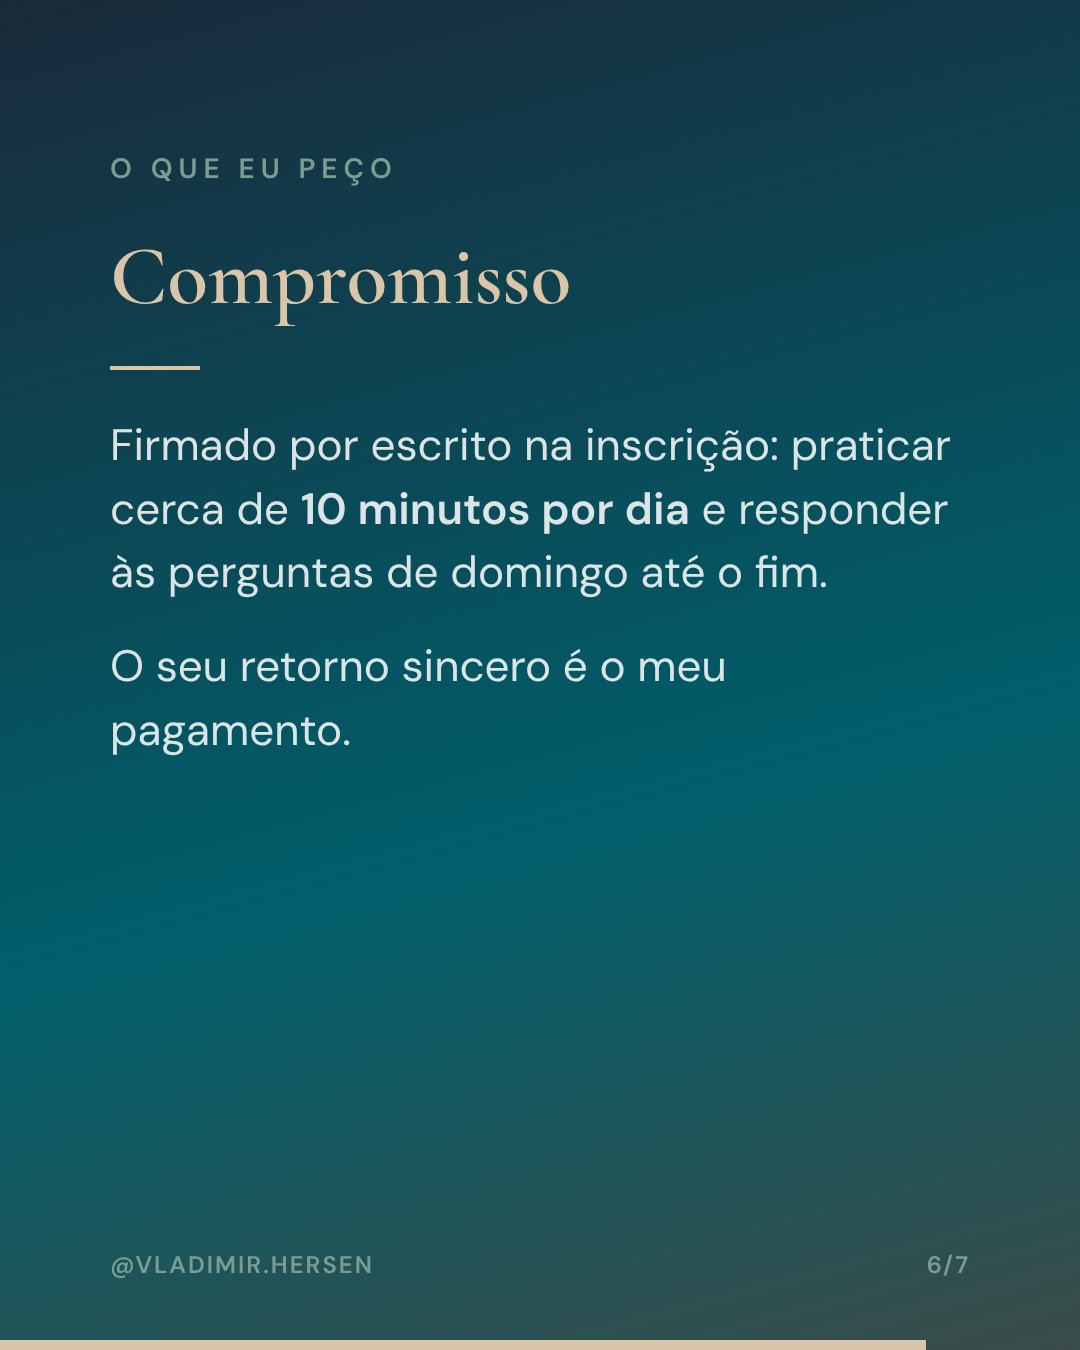 O QUE EU PEÇO
Compromisso
Firmado por escrito na inscrição: praticar
cerca de 10 minutos por dia e responder
às perguntas de domingo até o fim.
O seu retorno sincero é o meu
pagamento.
@VLADIMIR.HERSEN
6/7